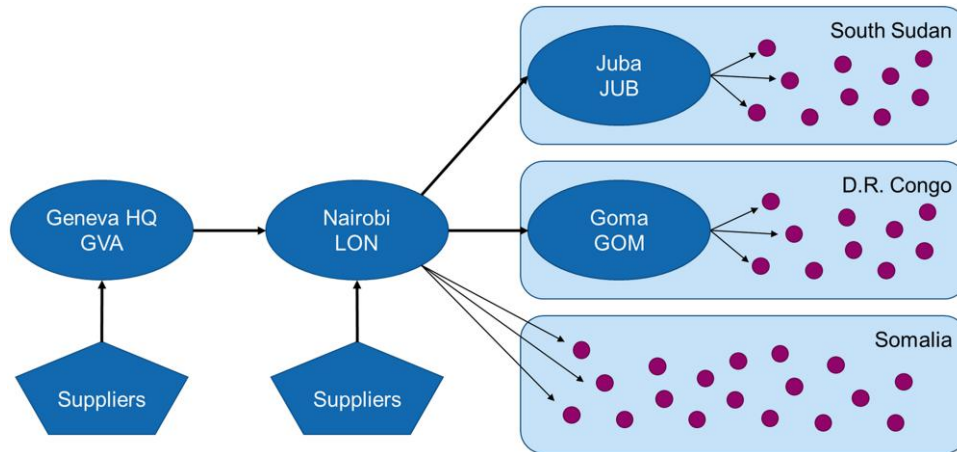 South Sudan
Juba
JUB
D.R. Congo
Geneva HQ
GVA
Nairobi
LON
Goma
GOM
Somalia
Suppliers
Suppliers